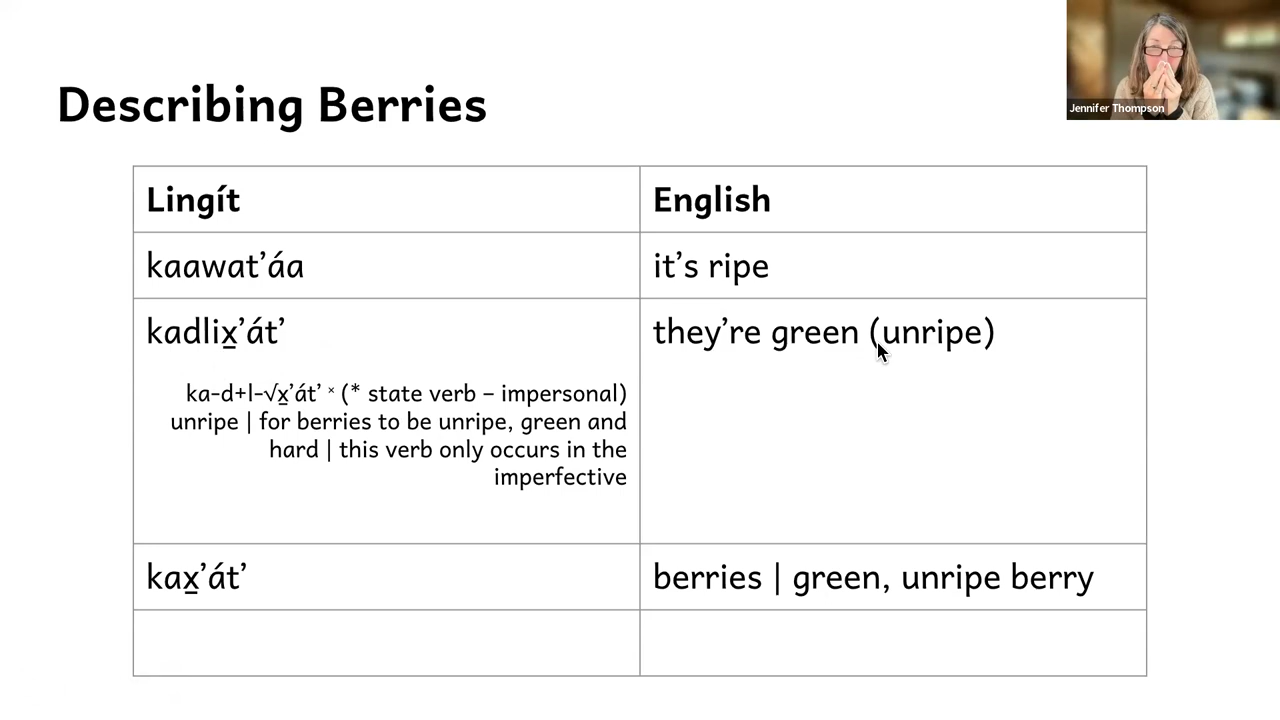 Jennifer Thompson
Describing Berries
Lingít English
kaawat’áa it’s ripe
kadlix̲’át’ they’re green (unripe)
ka-d+l-√x̲’át’ ˣ (* state verb – impersonal)
unripe | for berries to be unripe, green and
hard | this verb only occurs in the
imperfective
kax̲’át’ berries | green, unripe berry